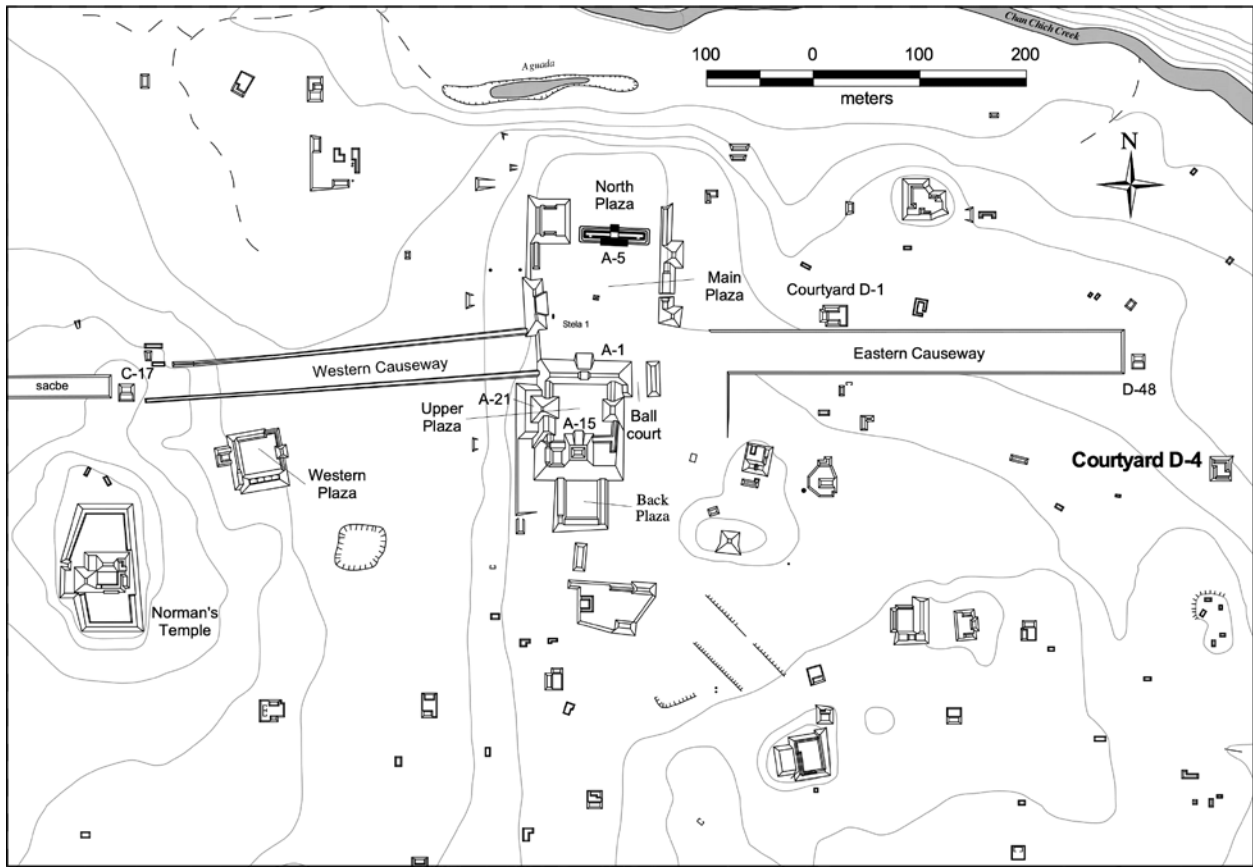 Chan Chich Creek
Aguada
100 0 100 200
meters
N
North
Plaza
A-5
Main
Plaza
Courtyard D-1
Stela 1
A-1
Western Causeway
Eastern Causeway
C-17
sacbe
D-48
A-21
Upper
Plaza
A-15
Ball
court
Courtyard D-4
Western
Plaza
Back
Plaza
Norman's
Temple